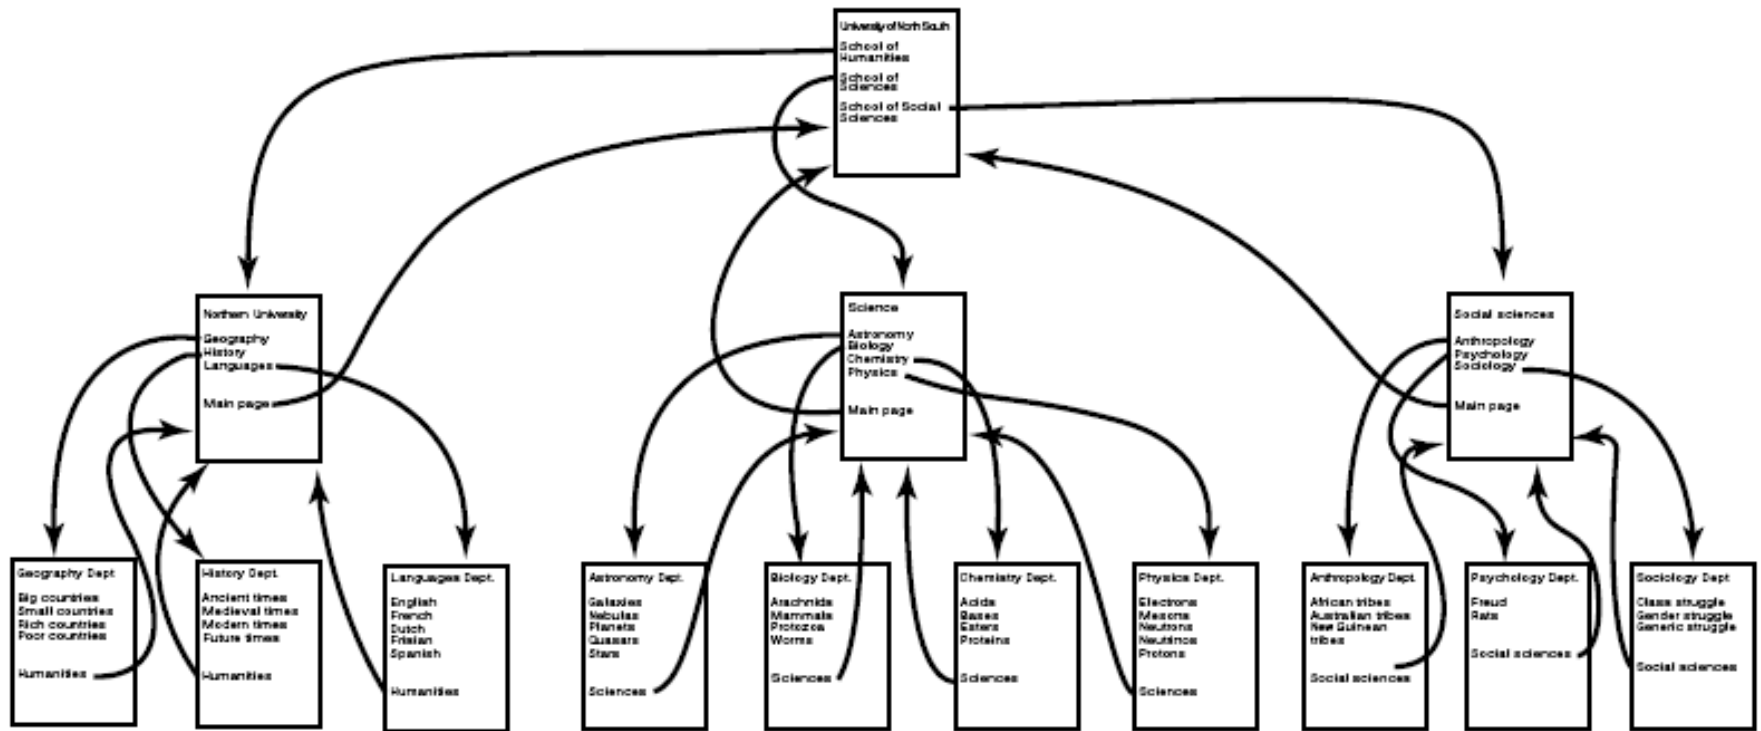 University of North South
School of
Humanities
School of
Sciences
School of Social
Sciences
Northern University
Geography
History
Languages
Main page
Science
Astronomy
Biology
Chemistry
Physics
Main page
Social sciences
Anthropology
Psychology
Sociology
Main page
Geography Dept
Big countries
Small countries
Rich countries
Poor countries
Humanities
History Dept.
Ancient times
Medieval times
Modern times
Future times
Humanities
Languages Dept.
English
French
Dutch
Frisian
Spanish
Humanities
Astronomy Dept.
Galaxies
Nebulas
Planets
Quasars
Stars
Sciences
Biology Dept.
Arachnids
Mammals
Protozoa
Worms
Sciences
Chemistry Dept.
Acids
Bases
Esters
Proteins
Sciences
Physics Dept.
Electrons
Mesons
Neutrons
Neutrinos
Protons
Sciences
Anthropology Dept.
African tribes
Australian tribes
New Guinean
tribes
Social sciences
Psychology Dept.
Freud
Rats
Social sciences
Sociology Dept
Class struggle
Gender struggle
Generic struggle
Social sciences